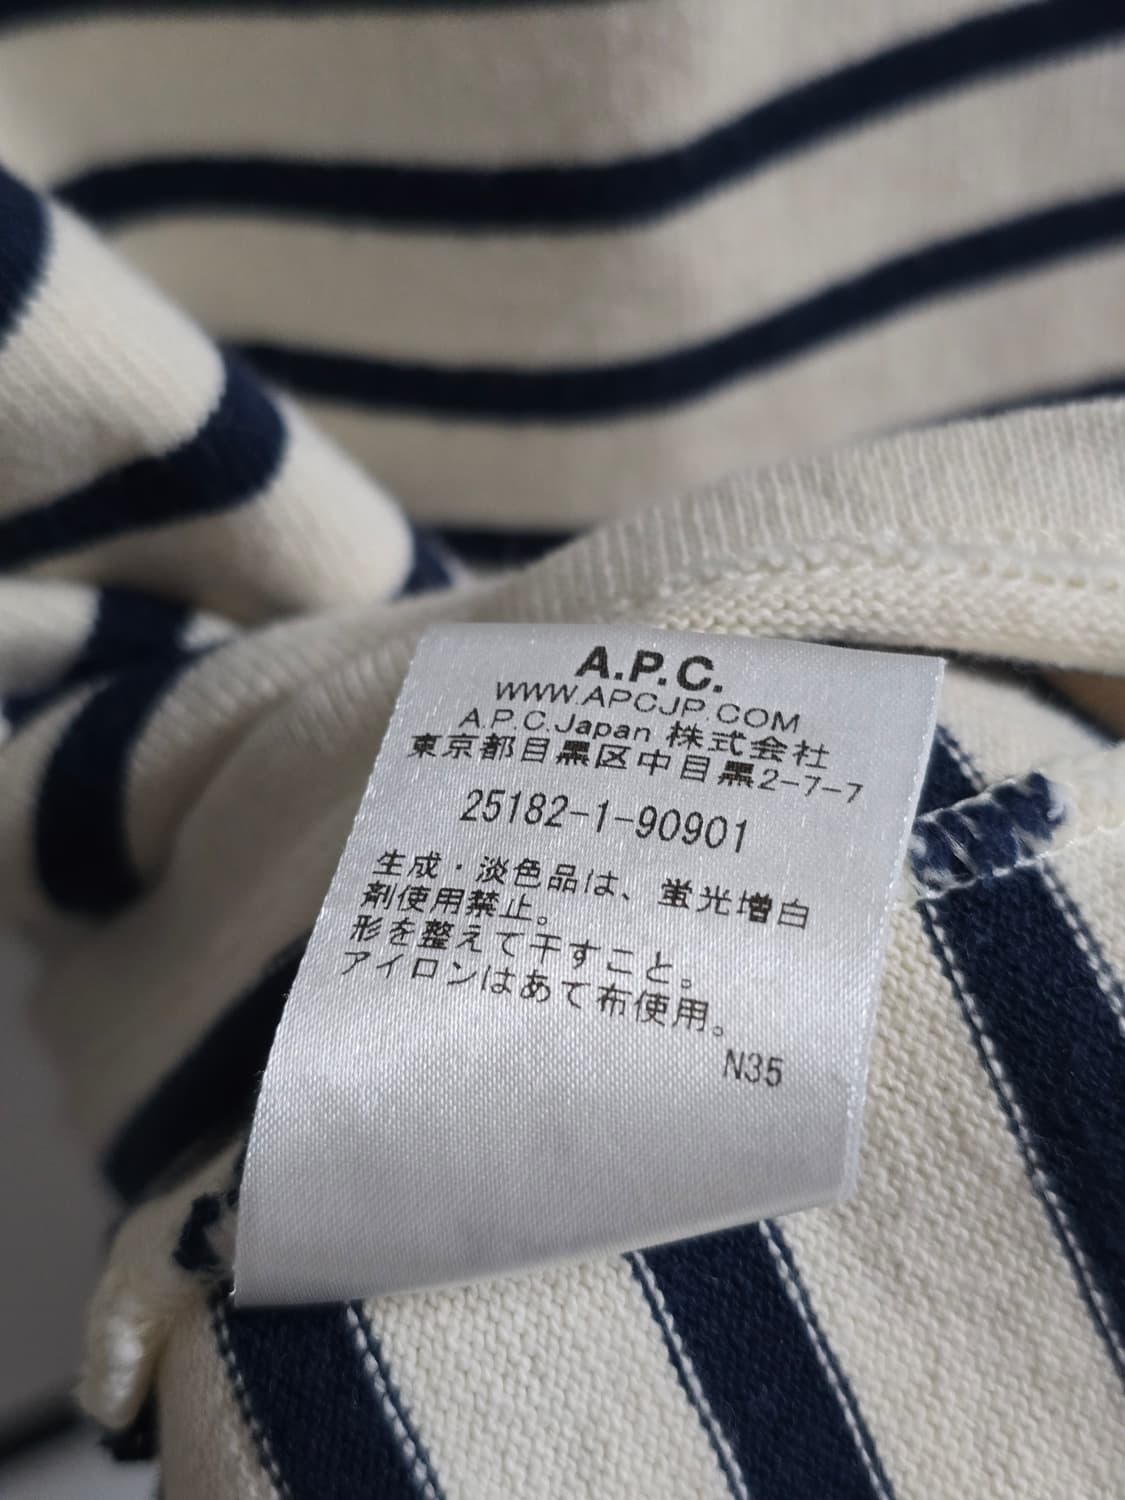 A.P.C.
WWW.APCJP.COM
A.P.C.Japan 株式会社
東京都目黒区中目黒2-7-7
25182-1-90901
生成・淡色品は、蛍光増白
剤使用禁止。
形を整えて干すこと。
アイロンはあて布使用。
N35